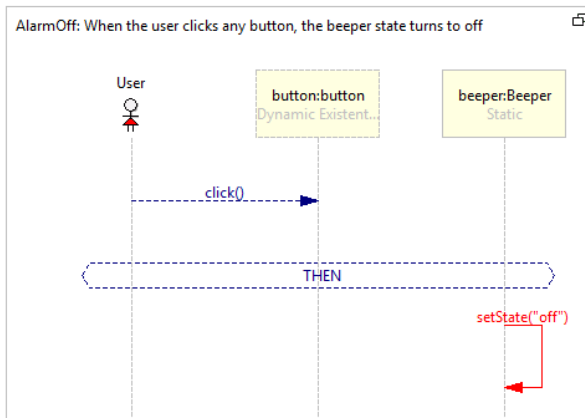 AlarmOff: When the user clicks any button, the beeper state turns to off
User
button:button
Dynamic Existent...
beeper:Beeper
Static
click()
THEN
setState("off")